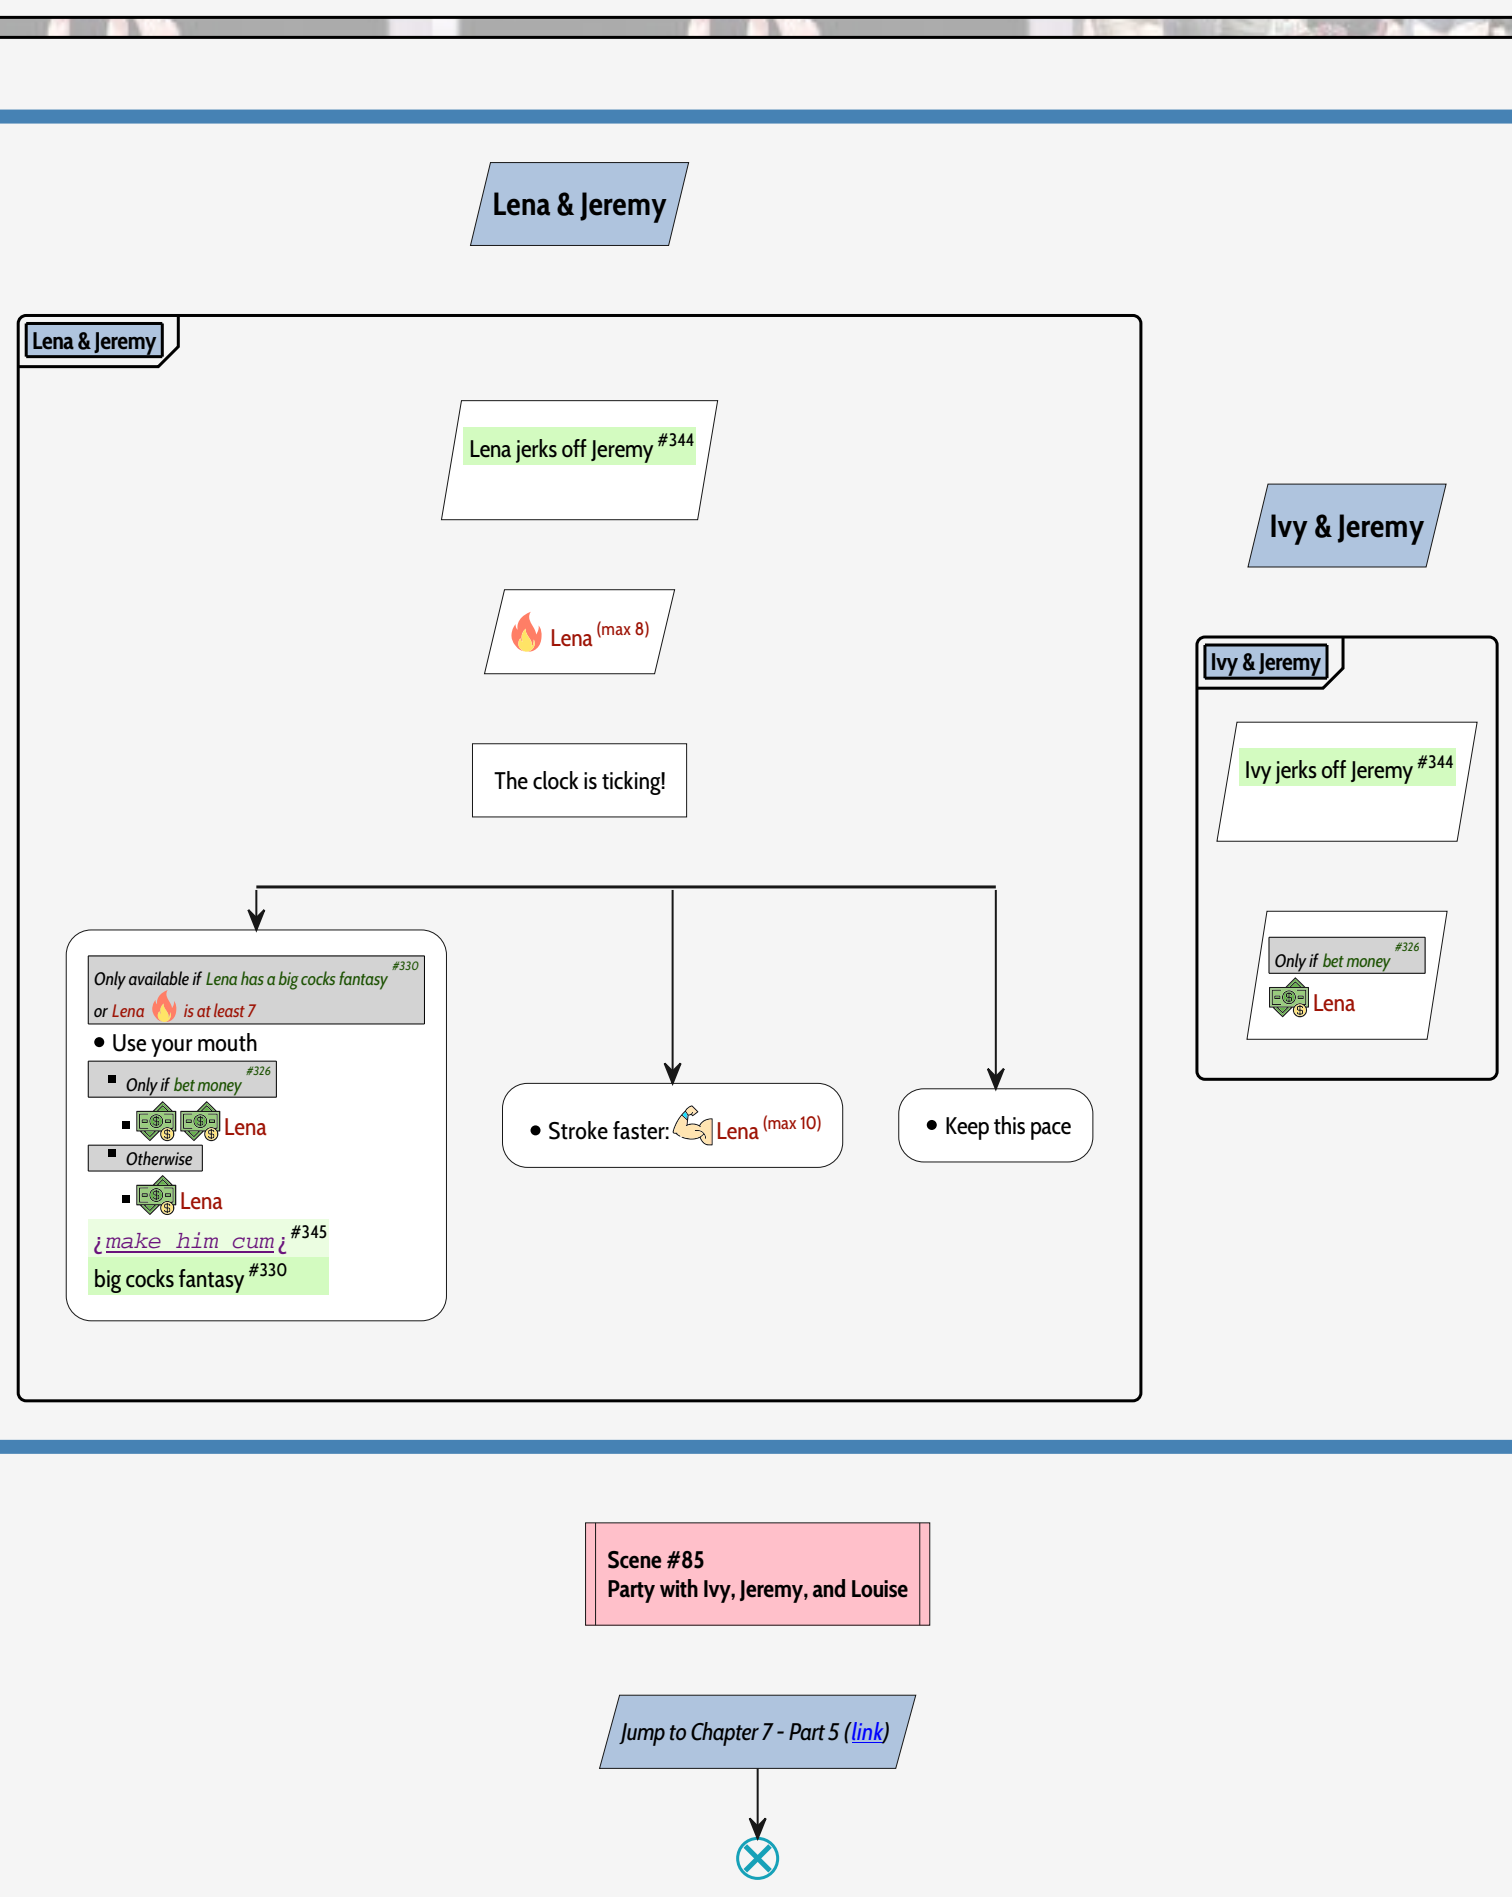 Lena & Jeremy
Lena & Jeremy
Lena jerks off Jeremy #344
Lena (max 8)
The clock is ticking!
Only available if Lena has a big cocks fantasy #330
or Lena is at least 7
• Use your mouth
▪ Only if bet money #326
▪ Lena
▪ Otherwise
▪ Lena
¿make him cum¿ #345
big cocks fantasy #330
• Stroke faster: Lena (max 10)
• Keep this pace
Ivy & Jeremy
Ivy & Jeremy
Ivy jerks off Jeremy #344
Only if bet money #326
Lena
Scene #85
Party with Ivy, Jeremy, and Louise
Jump to Chapter 7 - Part 5 (link)